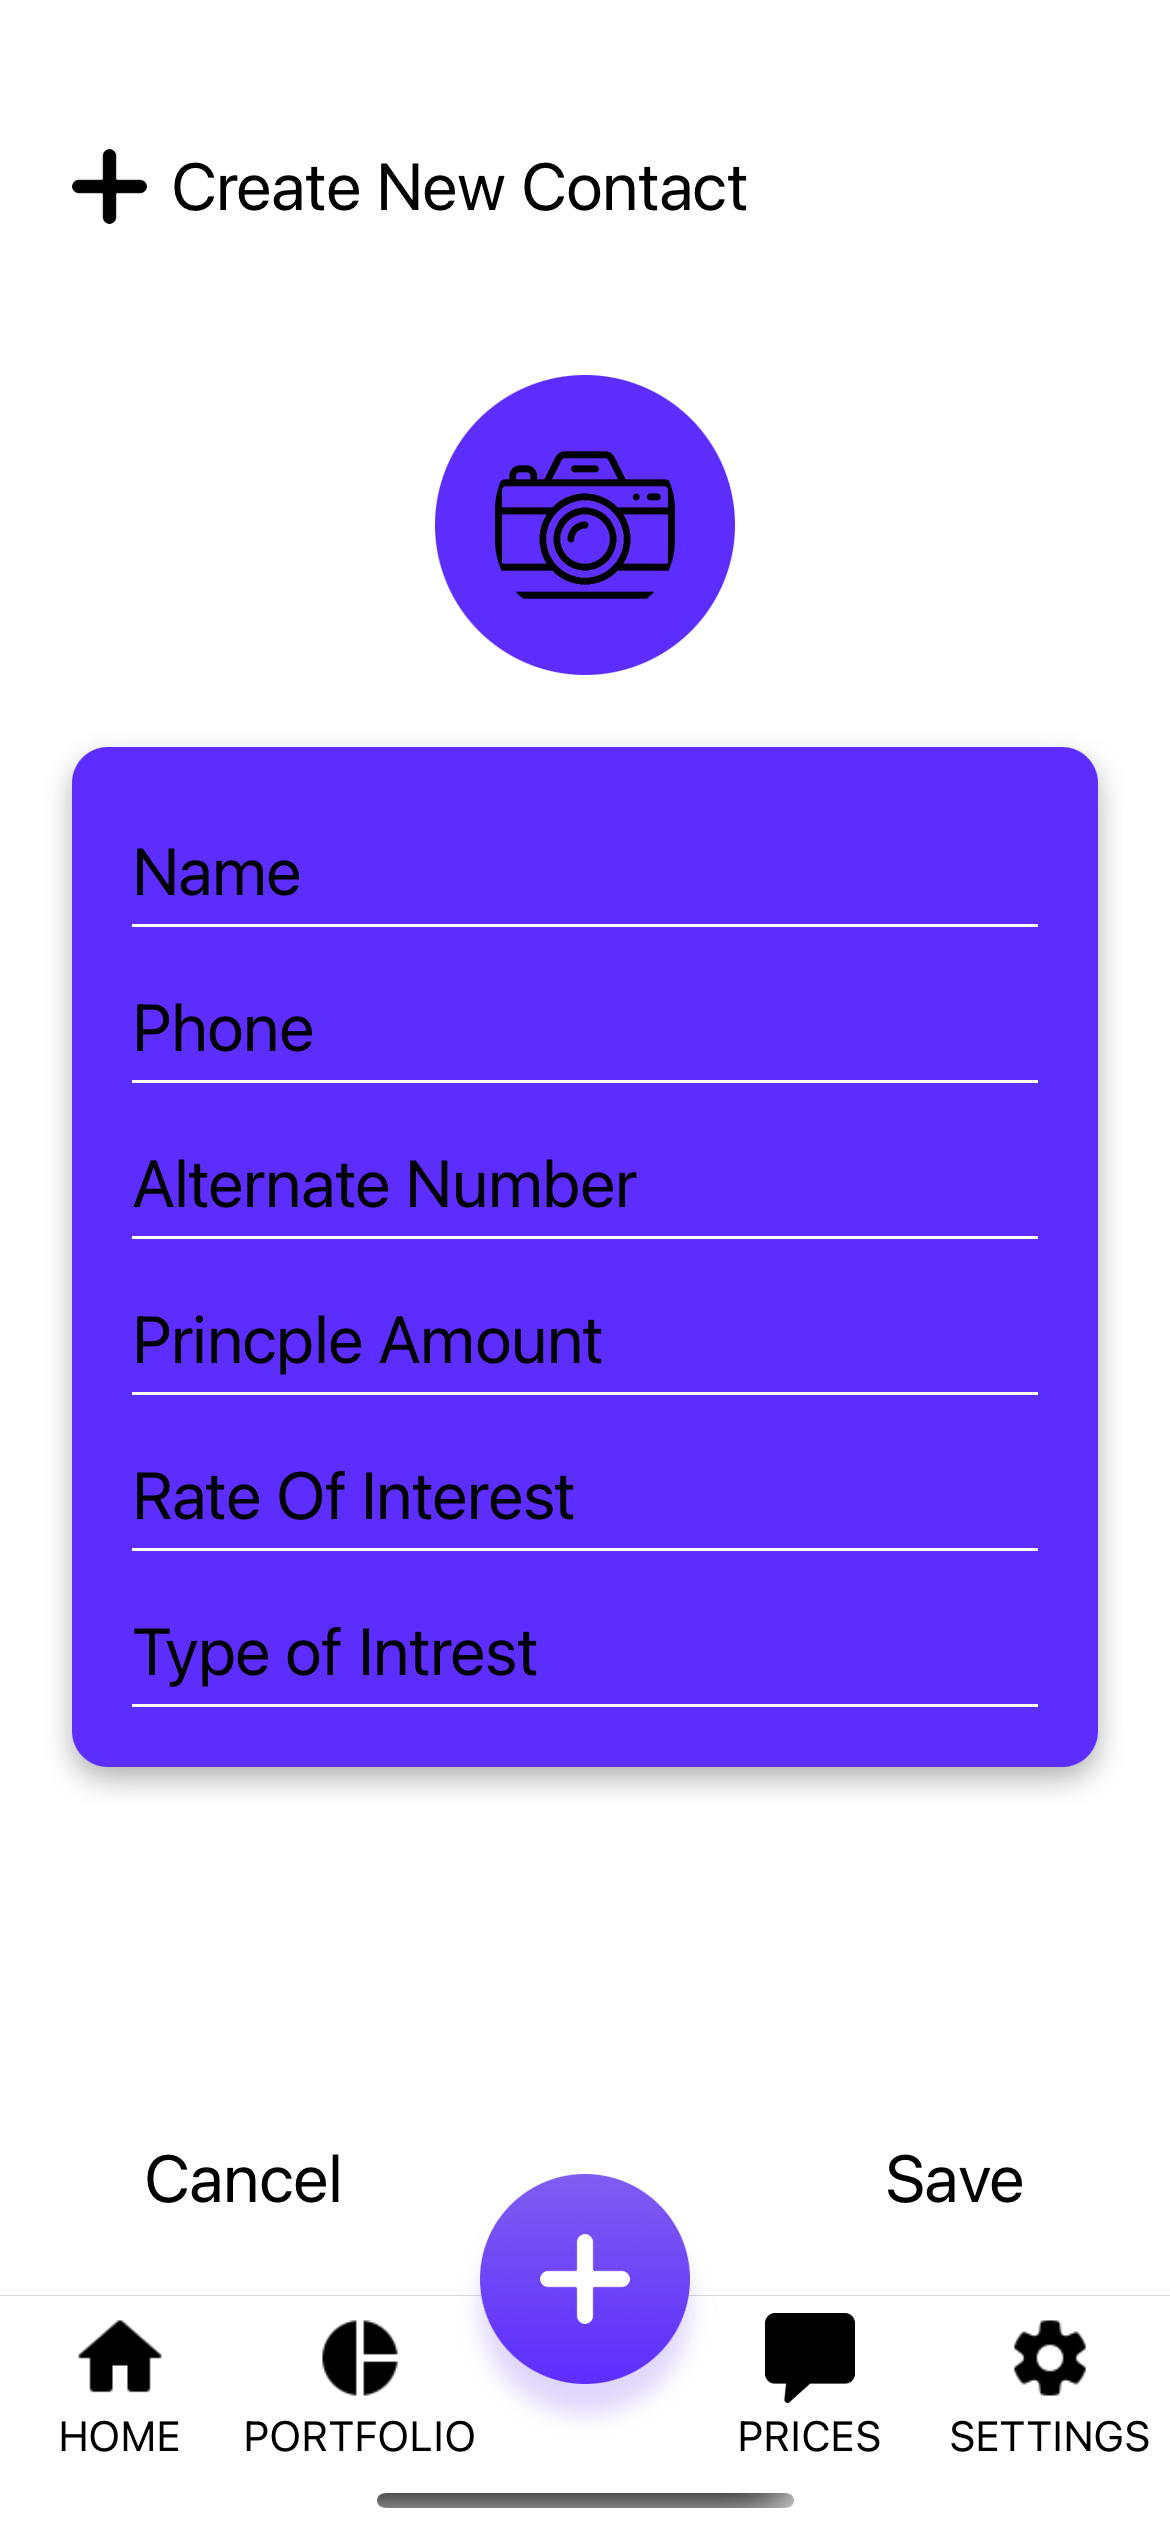 Create New Contact
Name
Phone
Alternate Number
Princple Amount
Rate Of Interest
Type of Intrest
Cancel
Save
HOME
PORTFOLIO
PRICES
SETTINGS